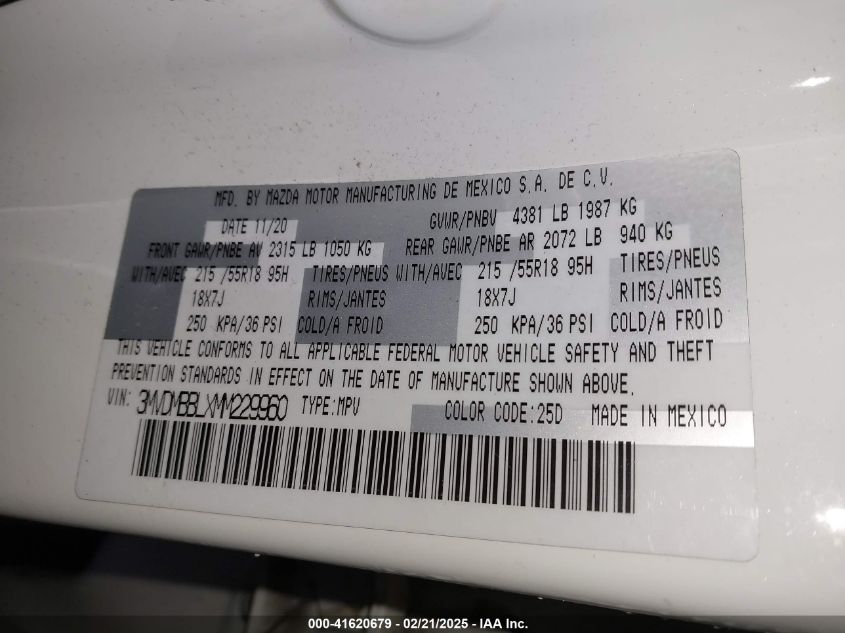 MFD. BY MAZDA MOTOR MANUFACTURING DE MEXICO S.A. DE C.V.
DATE 11/20 GVWR/PNBV 4381 LB 1987 KG
FRONT GAWR/PNBE AV 2315 LB 1050 KG REAR GAWR/PNBE AR 2072 LB 940 KG
WITH/AVEC 215 /55R18 95H TIRES/PNEUS WITH/AVEC 215 /55R18 95H TIRES/PNEUS
18X7J RIMS/JANTES 18X7J RIMS/JANTES
250 KPA/36 PSI COLD/A FROID 250 KPA/36 PSI COLD/A FROID
THIS VEHICLE CONFORMS TO ALL APPLICABLE FEDERAL MOTOR VEHICLE SAFETY AND THEFT
PREVENTION STANDARDS IN EFFECT ON THE DATE OF MANUFACTURE SHOWN ABOVE.
VIN: 3MVDMBBLXMM229960 TYPE:MPV COLOR CODE:25D MADE IN MEXICO
000-41620679 - 02/21/2025 - IAA Inc.